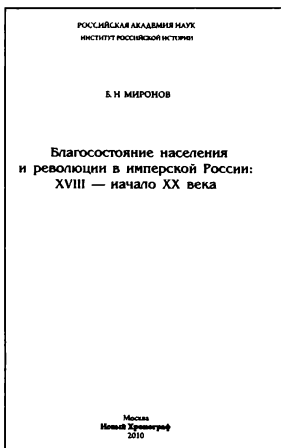 РОССИЙСКАЯ АКАДЕМИЯ НАУК
ИНСТИТУТ РОССИЙСКОЙ ИСТОРИИ
Б. Н МИРОНОВ
Благосостояние населения
и революции в имперской России:
XVIII — начало XX века
Москва
Новый Хронограф
2010